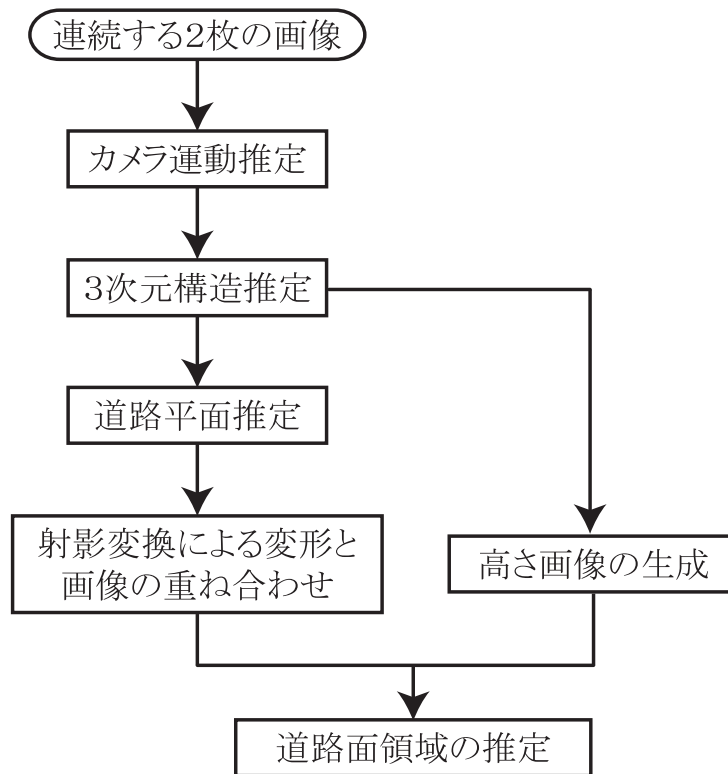 連続する2枚の画像
カメラ運動推定
3次元構造推定
道路平面推定
射影変換による変形と
画像の重ね合わせ
高さ画像の生成
道路面領域の推定